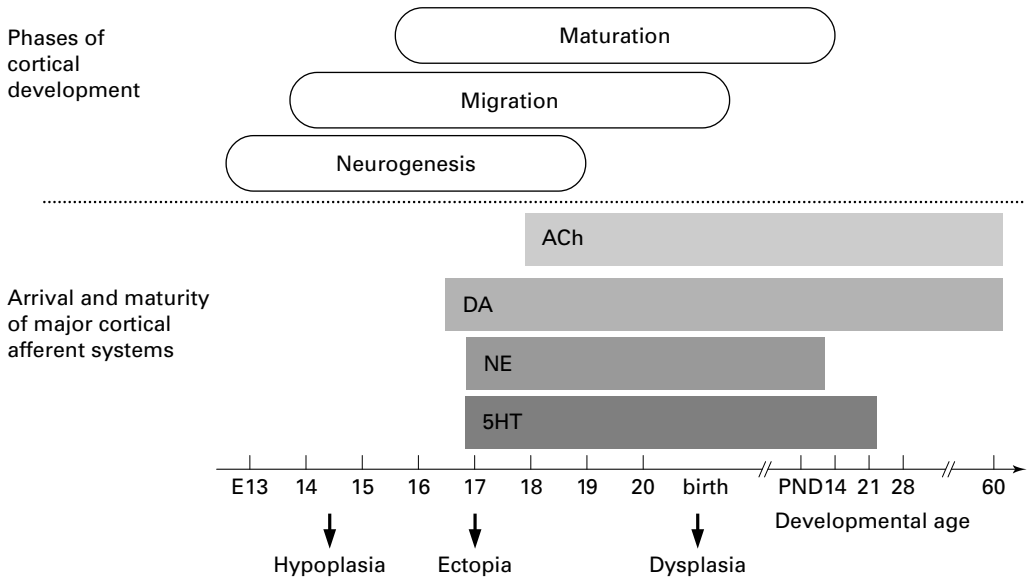 Phases of
cortical
development
Maturation
Migration
Neurogenesis
Arrival and maturity
of major cortical
afferent systems
ACh
DA
NE
5HT
E13 14 15 16 17 18 19 20 birth PND14 21 28 60
Developmental age
Hypoplasia Ectopia Dysplasia